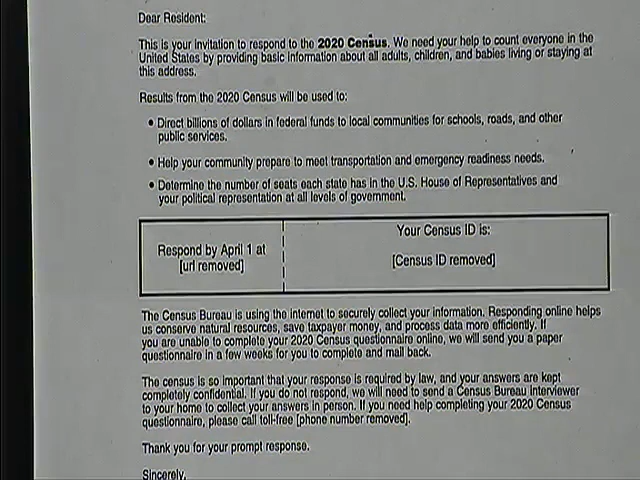 Dear Resident:
This is your invitation to respond to the 2020 Census. We need your help to count everyone in the
United States by providing basic information about all adults, children, and babies living or staying at
this address.
Results from the 2020 Census will be used to:
• Direct billions of dollars in federal funds to local communities for schools, roads, and other
public services.
• Help your community prepare to meet transportation and emergency readiness needs.
• Determine the number of seats each state has in the U.S. House of Representatives and
your political representation at all levels of government.
Respond by April 1 at
[url removed]
Your Census ID is:
[Census ID removed]
The Census Bureau is using the internet to securely collect your information. Responding online helps
us conserve natural resources, save taxpayer money, and process data more efficiently. If
you are unable to complete your 2020 Census questionnaire online, we will send you a paper
questionnaire in a few weeks for you to complete and mail back.
The census is so important that your response is required by law, and your answers are kept
completely confidential. If you do not respond, we will need to send a Census Bureau interviewer
to your home to collect your answers in person. If you need help completing your 2020 Census
questionnaire, please call toll-free [phone number removed].
Thank you for your prompt response.
Sincerely,